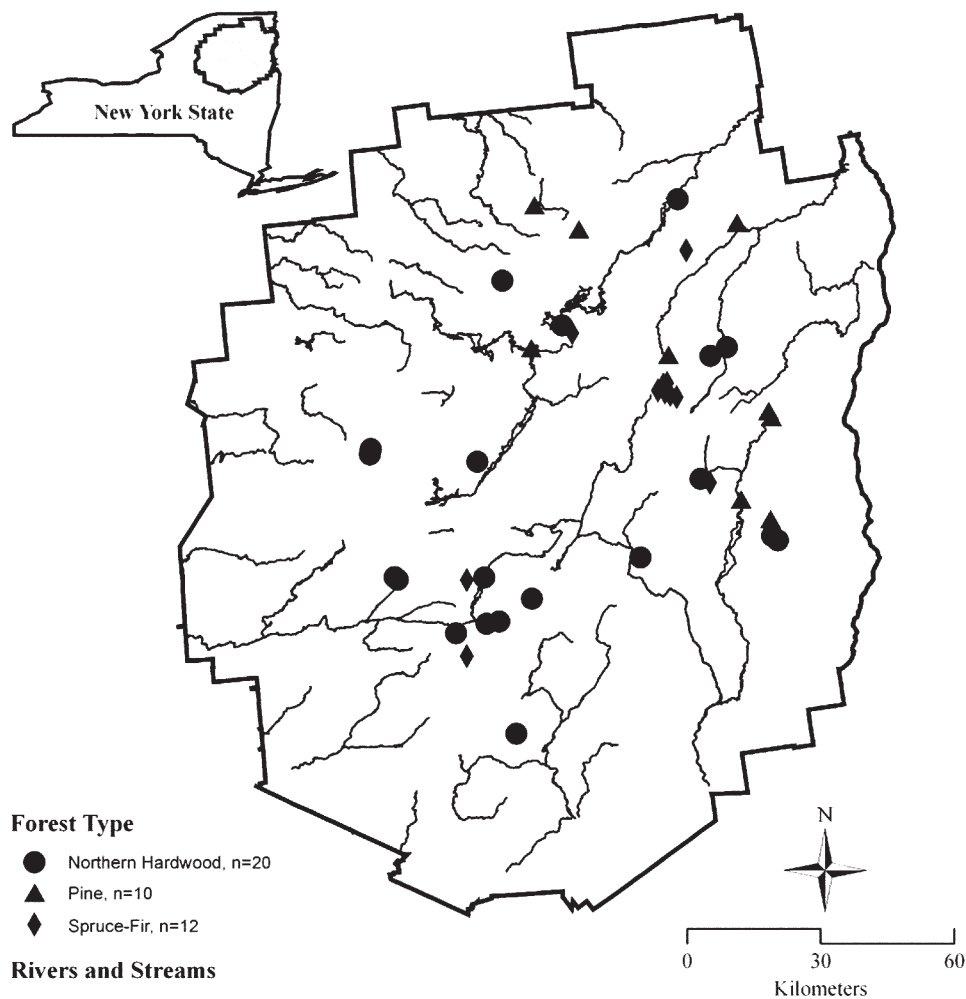 New York State
Forest Type
Northern Hardwood, n=20
Pine, n=10
Spruce-Fir, n=12
Rivers and Streams
N
0 30 60
Kilometers